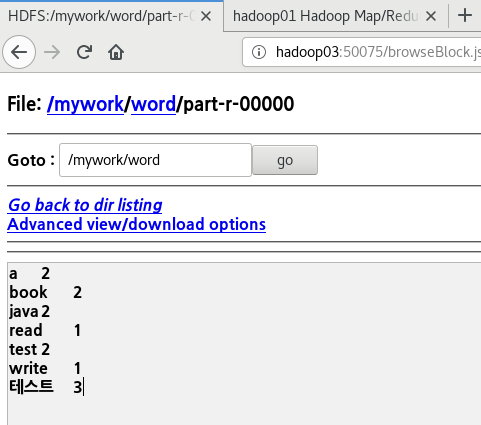 HDFS:/mywork/word/part-r-0
hadoop01 Hadoop Map/Redu
hadoop03:50075/browseBlock.js
File: /mywork/word/part-r-00000
Goto : /mywork/word go
Go back to dir listing
Advanced view/download options
a 2
book 2
java 2
read 1
test 2
write 1
테스트 3